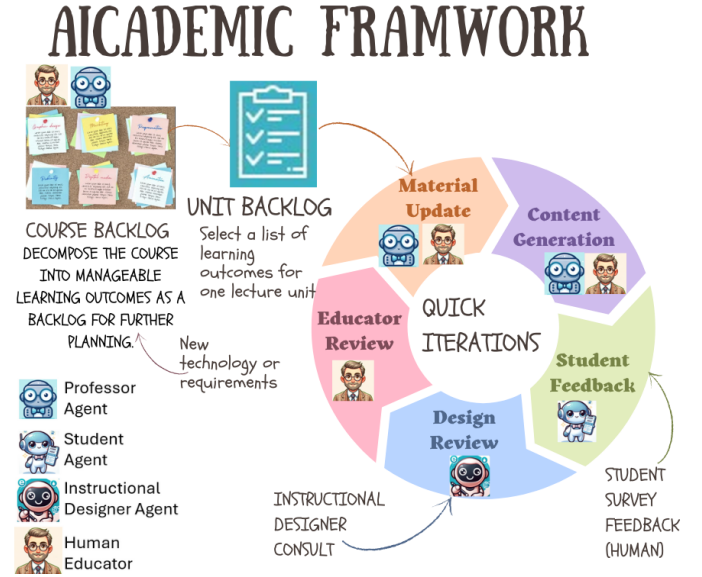 AICADEMIC FRAMWORK
COURSE BACKLOG
DECOMPOSE THE COURSE
INTO MANAGEABLE
LEARNING OUTCOMES AS A
BACKLOG FOR FURTHER
PLANNING.
UNIT BACKLOG
Select a list of
learning
outcomes for
one lecture unit
New
technology or
requirements
Material
Update
Content
Generation
Student
Feedback
Design
Review
Educator
Review
QUICK
ITERATIONS
INSTRUCTIONAL
DESIGNER
CONSULT
STUDENT
SURVEY
FEEDBACK
(HUMAN)
Professor
Agent
Student
Agent
Instructional
Designer Agent
Human
Educator